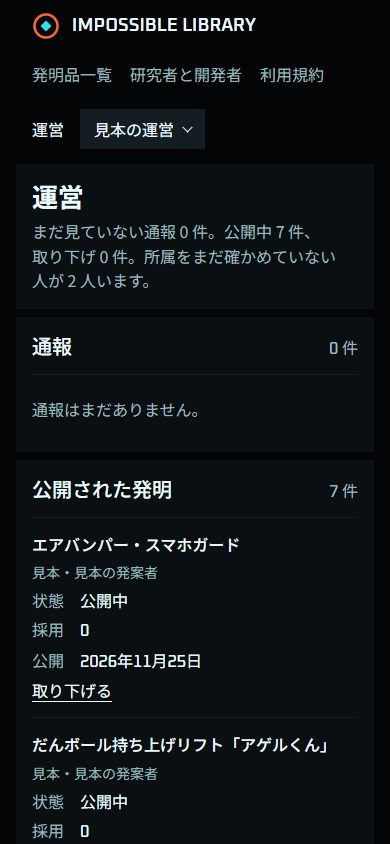 IMPOSSIBLE LIBRARY
発明品一覧 研究者と開発者 利用規約
運営 見本の運営
運営
まだ見ていない通報 0 件。公開中 7 件、
取り下げ 0 件。所属をまだ確かめていない
人が 2 人います。
通報 0 件
通報はまだありません。
公開された発明 7 件
エアバンパー・スマホガード
見本・見本の発案者
状態 公開中
採用 0
公開 2026年11月25日
取り下げる
だんボール持ち上げリフト「アゲルくん」
見本・見本の発案者
状態 公開中
採用 0